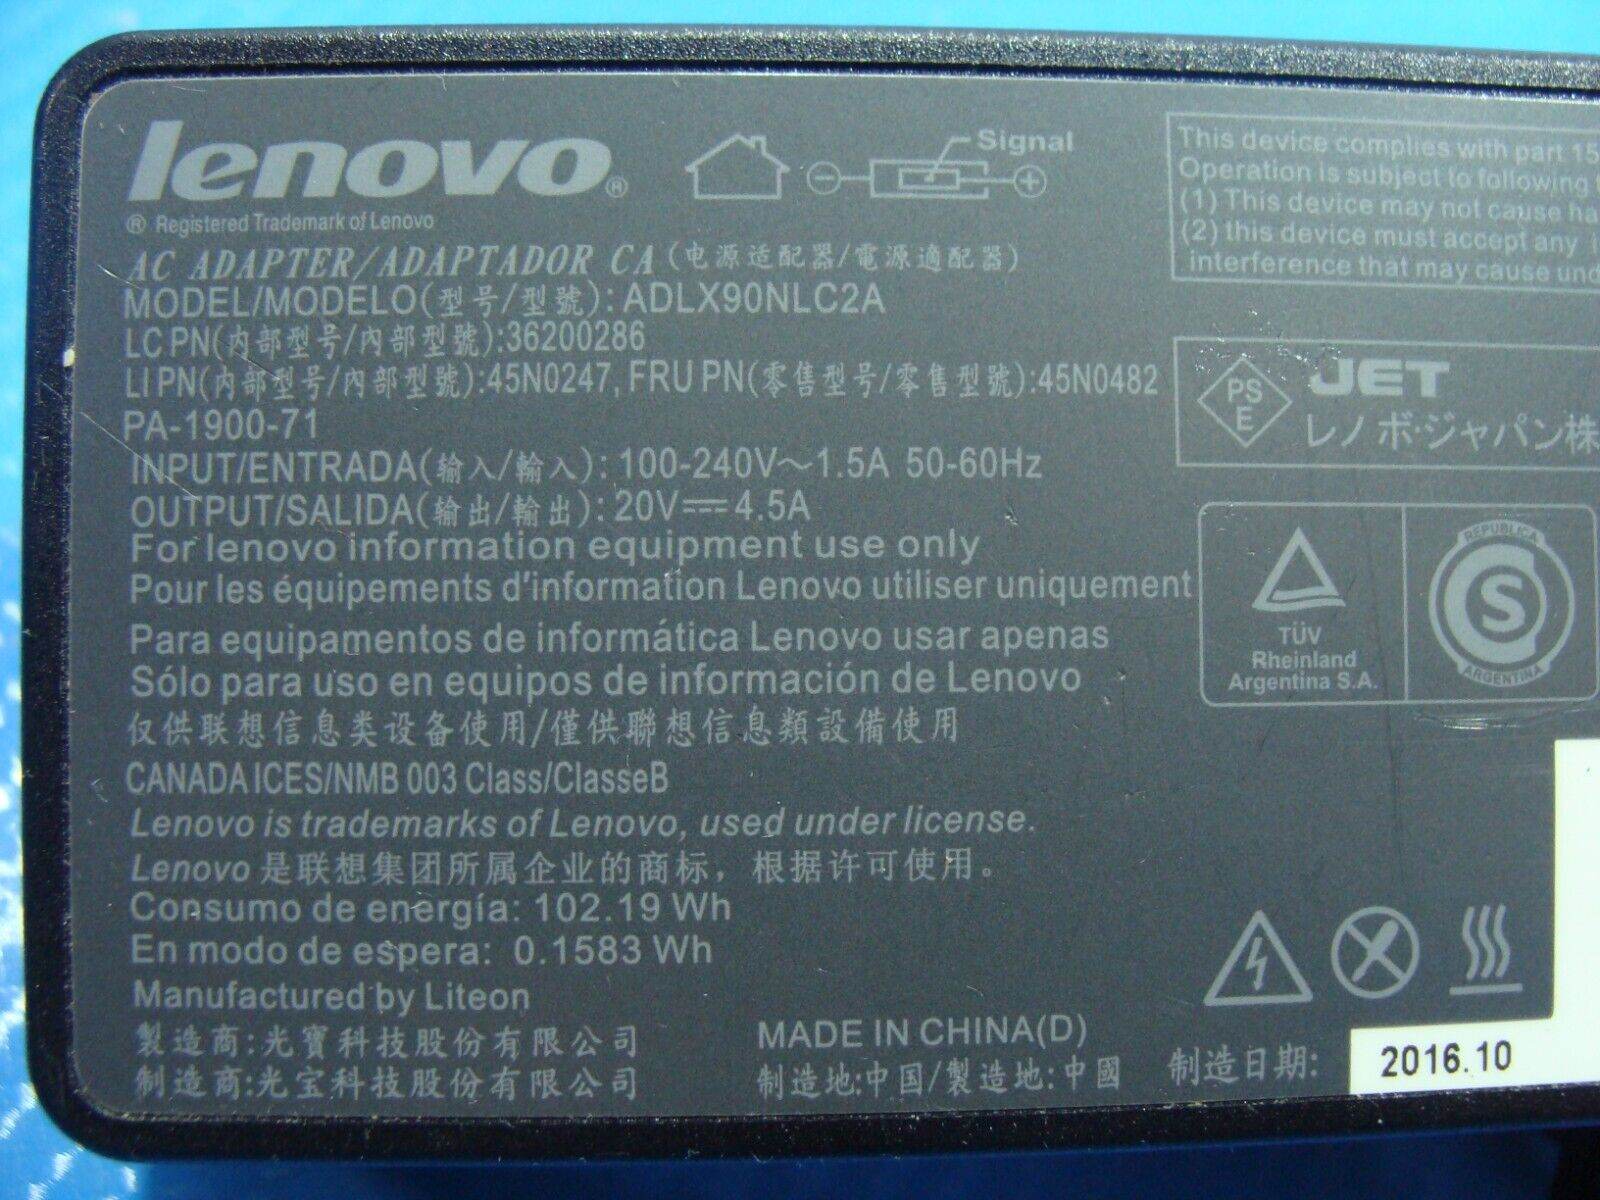 lenovo®
® Registered Trademark of Lenovo
Signal
AC ADAPTER/ADAPTADOR CA(电源适配器/電源適配器)
MODEL/MODELO(型号/型號): ADLX90NLC2A
LC PN(内部型号/內部型號):36200286
LI PN(内部型号/內部型號):45N0247, FRU PN(零售型号/零售型號):45N0482
PA-1900-71
INPUT/ENTRADA(输入/輸入): 100-240V～1.5A 50-60Hz
OUTPUT/SALIDA(输出/輸出): 20V⎓4.5A
For lenovo information equipment use only
Pour les équipements d'information Lenovo utiliser uniquement
Para equipamentos de informática Lenovo usar apenas
Sólo para uso en equipos de información de Lenovo
仅供联想信息类设备使用/僅供聯想信息類設備使用
CANADA ICES/NMB 003 Class/ClasseB
Lenovo is trademarks of Lenovo, used under license.
Lenovo 是联想集团所属企业的商标，根据许可使用。
Consumo de energía: 102.19 Wh
En modo de espera: 0.1583 Wh
Manufactured by Liteon
製造商:光寶科技股份有限公司
制造商:光宝科技股份有限公司
MADE IN CHINA(D)
制造地:中国/製造地:中國
制造日期: 2016.10
This device complies with part 15
Operation is subject to following
(1) This device may not cause ha
(2) this device must accept any
interference that may cause und
PS
E
JET
レノボ・ジャパン株
TÜV
Rheinland
Argentina S.A.
REPUBLICA
S
ARGENTINA